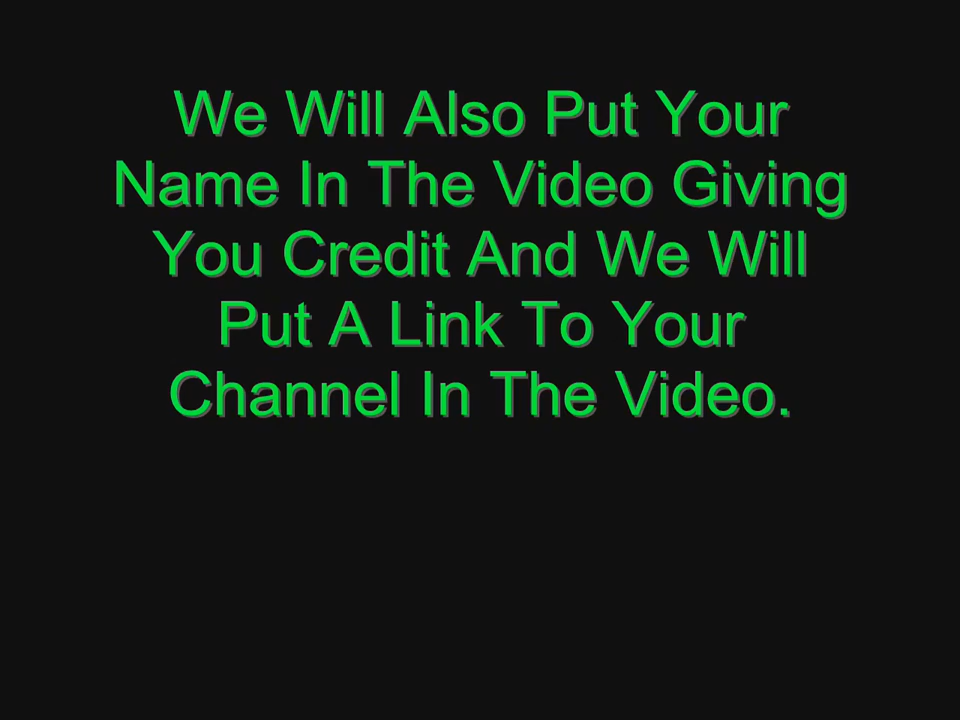 We Will Also Put Your
Name In The Video Giving
You Credit And We Will
Put A Link To Your
Channel In The Video.